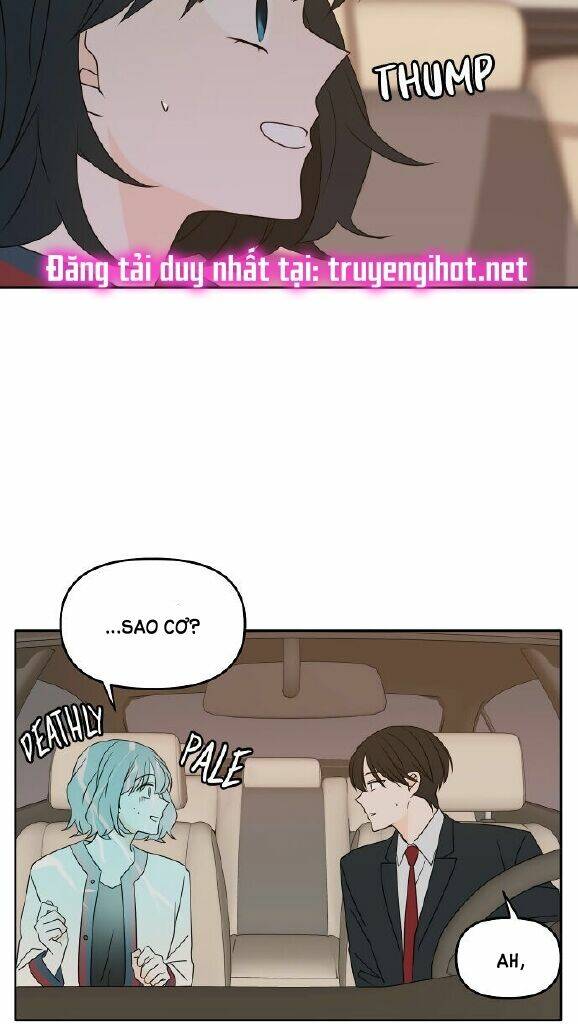 THUMP
Đăng tải duy nhất tại: truyengihot.net
...SAO CƠ?
DEATHLY
PALE
AH,